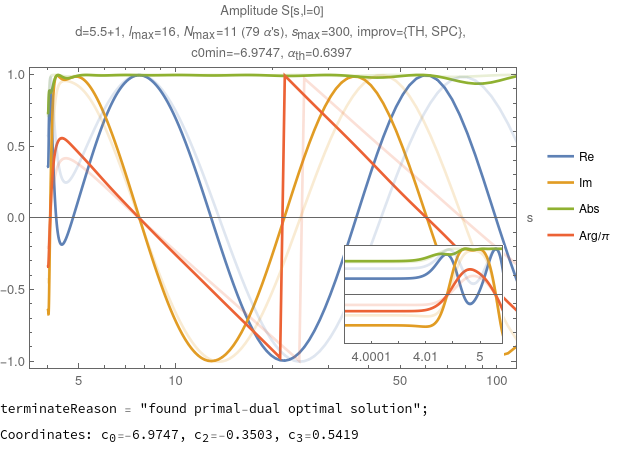 Amplitude S[s,l=0]
d=5.5+1, lmax=16, Nmax=11 (79 α's), smax=300, improv={TH, SPC},
c0min=−6.9747, αth=0.6397
1.0
0.5
0.0
−0.5
−1.0
5
10
50
100
s
Re
Im
Abs
Arg/π
4.0001
4.01
5
terminateReason = "found primal-dual optimal solution";
Coordinates: c0=-6.9747, c2=-0.3503, c3=0.5419